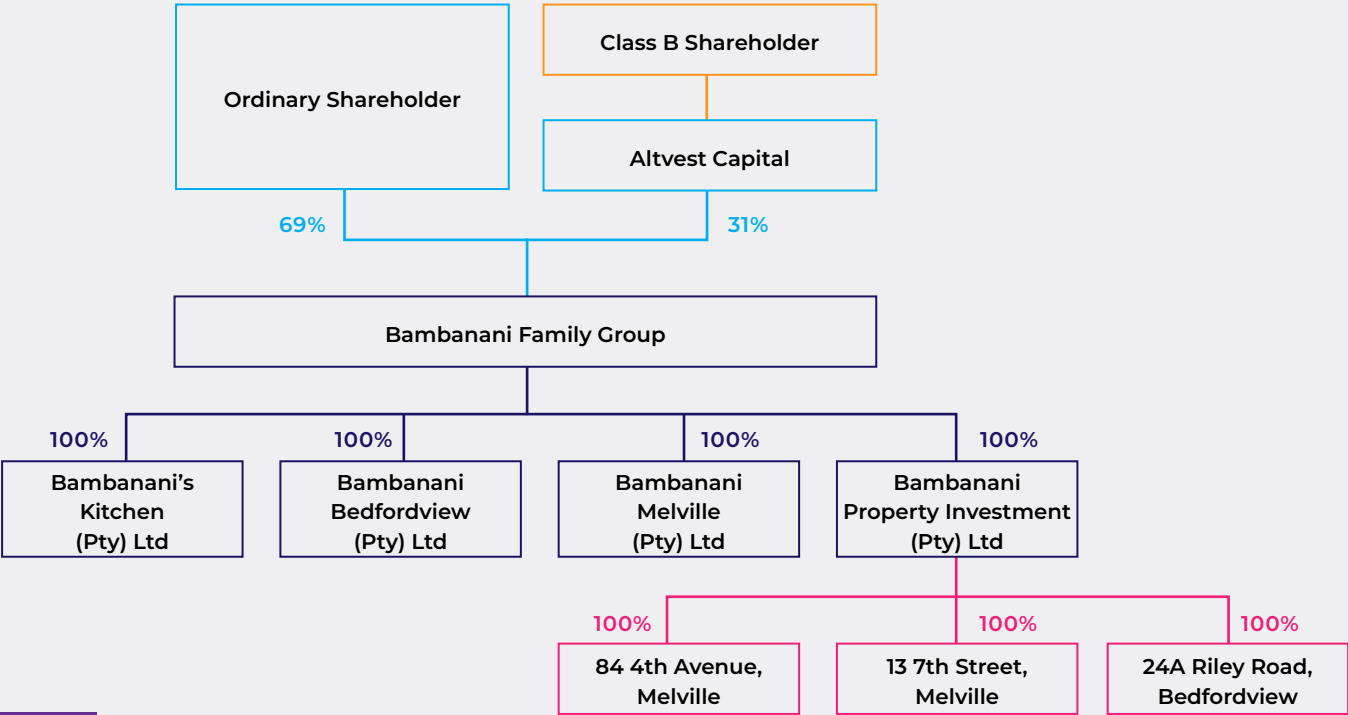 Ordinary Shareholder
Class B Shareholder
Altvest Capital
69%
31%
Bambanani Family Group
100%
100%
100%
100%
Bambanani’s
Kitchen
(Pty) Ltd
Bambanani
Bedfordview
(Pty) Ltd
Bambanani
Melville
(Pty) Ltd
Bambanani
Property Investment
(Pty) Ltd
100%
100%
100%
84 4th Avenue,
Melville
13 7th Street,
Melville
24A Riley Road,
Bedfordview